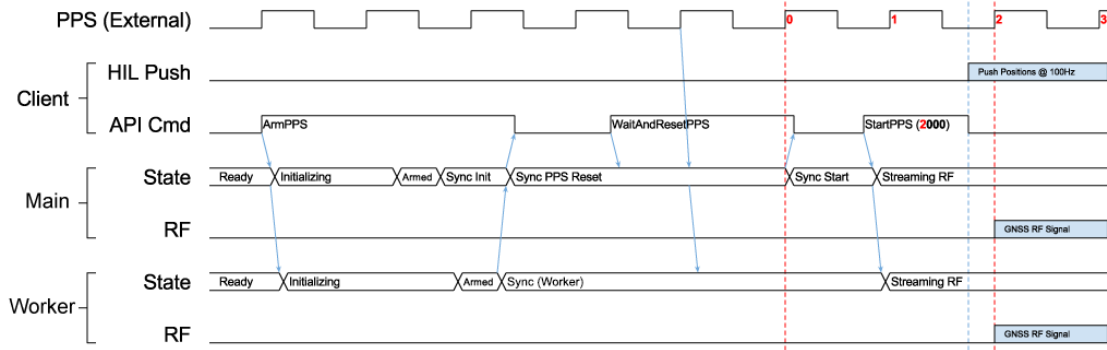 PPS (External) 0 1 2 3
Client
HIL Push Push Positions @ 100Hz
API Cmd ArmPPS WaitAndResetPPS StartPPS (2000)
Main
State Ready Initializing Armed Sync Init Sync PPS Reset Sync Start Streaming RF
RF GNSS RF Signal
Worker
State Ready Initializing Armed Sync (Worker) Streaming RF
RF GNSS RF Signal